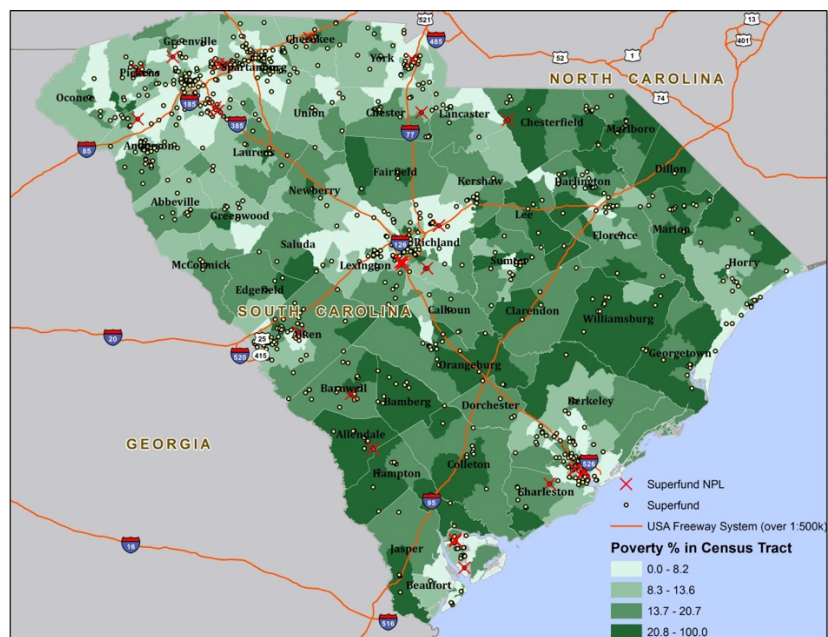 521
13
Greenville
Cherokee
485
401
Pickens
Spartanburg
York
52
1
NORTH CAROLINA
Oconee
74
185
Union
Chester
Lancaster
Chesterfield
385
77
Marlboro
85
Anderson
Laurens
Dillon
Fairfield
Kershaw
Darlington
Newberry
Abbeville
Greenwood
Lee
Marion
Florence
126
Richland
Saluda
Horry
McCormick
Lexington
Sumter
Edgefield
SOUTH CAROLINA
Calhoun
Clarendon
Williamsburg
20
25
Aiken
520
415
Georgetown
Orangeburg
Barnwell
Bamberg
Dorchester
Berkeley
Allendale
GEORGIA
Hampton
Colleton
526
Charleston
Superfund NPL
95
Superfund
USA Freeway System (over 1:500k)
16
Jasper
Poverty % in Census Tract
0.0 - 8.2
Beaufort
8.3 - 13.6
13.7 - 20.7
516
20.8 - 100.0